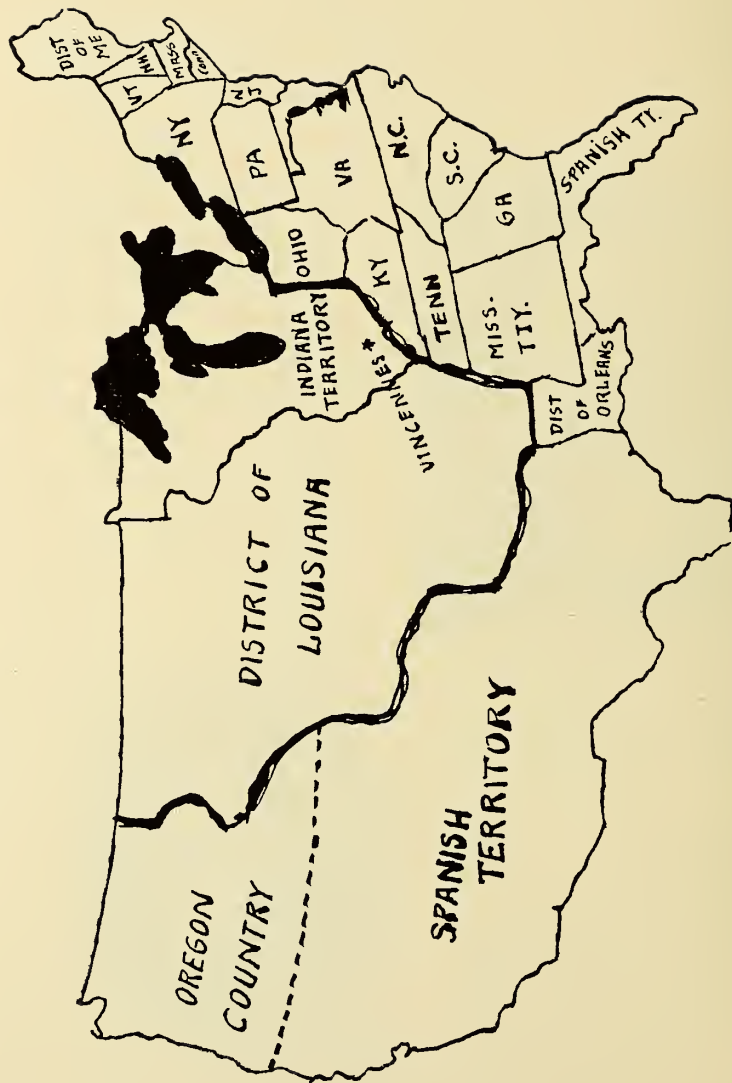 DIST
OF
ME
VT
NH
MASS
CONN
NY
NJ
PA
OHIO
VA
KY
N.C.
TENN
S.C.
GA
MISS.
TTY.
SPANISH TY.
DIST
OF
ORLEANS
INDIANA
TERRITORY
VINCENNES*
DISTRICT OF
LOUISIANA
OREGON
COUNTRY
SPANISH
TERRITORY